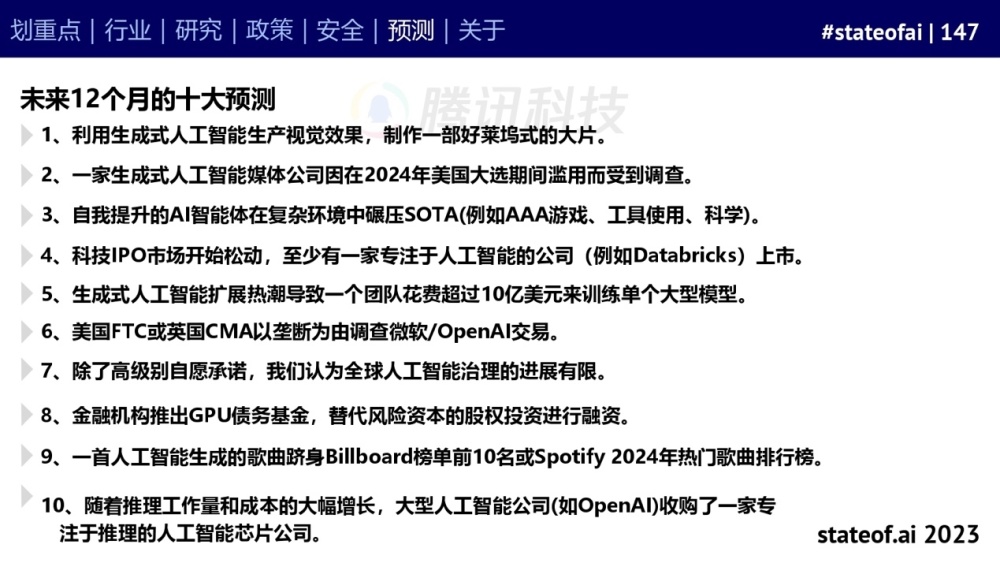 划重点 | 行业 | 研究 | 政策 | 安全 | 预测 | 关于
#stateofai | 147
未来12个月的十大预测
腾讯科技
1、利用生成式人工智能生产视觉效果，制作一部好莱坞式的大片。
2、一家生成式人工智能媒体公司因在2024年美国大选期间滥用而受到调查。
3、自我提升的AI智能体在复杂环境中碾压SOTA(例如AAA游戏、工具使用、科学)。
4、科技IPO市场开始松动，至少有一家专注于人工智能的公司（例如Databricks）上市。
5、生成式人工智能扩展热潮导致一个团队花费超过10亿美元来训练单个大型模型。
6、美国FTC或英国CMA以垄断为由调查微软/OpenAI交易。
7、除了高级别自愿承诺，我们认为全球人工智能治理的进展有限。
8、金融机构推出GPU债务基金，替代风险资本的股权投资进行融资。
9、一首人工智能生成的歌曲跻身Billboard榜单前10名或Spotify 2024年热门歌曲排行榜。
10、随着推理工作量和成本的大幅增长，大型人工智能公司(如OpenAI)收购了一家专
注于推理的人工智能芯片公司。
stateof.ai 2023